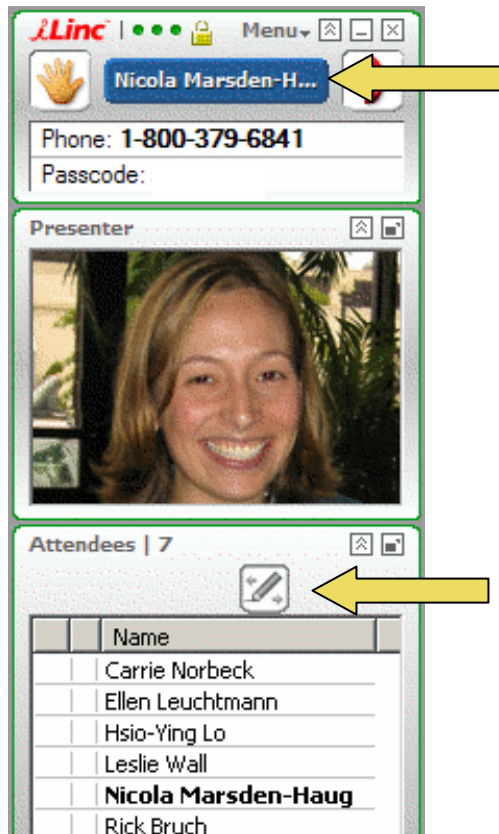 iLinc Menu
Nicola Marsden-H...
Phone: 1-800-379-6841
Passcode:
Presenter
Attendees | 7
Name
Carrie Norbeck
Ellen Leuchtmann
Hsio-Ying Lo
Leslie Wall
Nicola Marsden-Haug
Rick Bruch